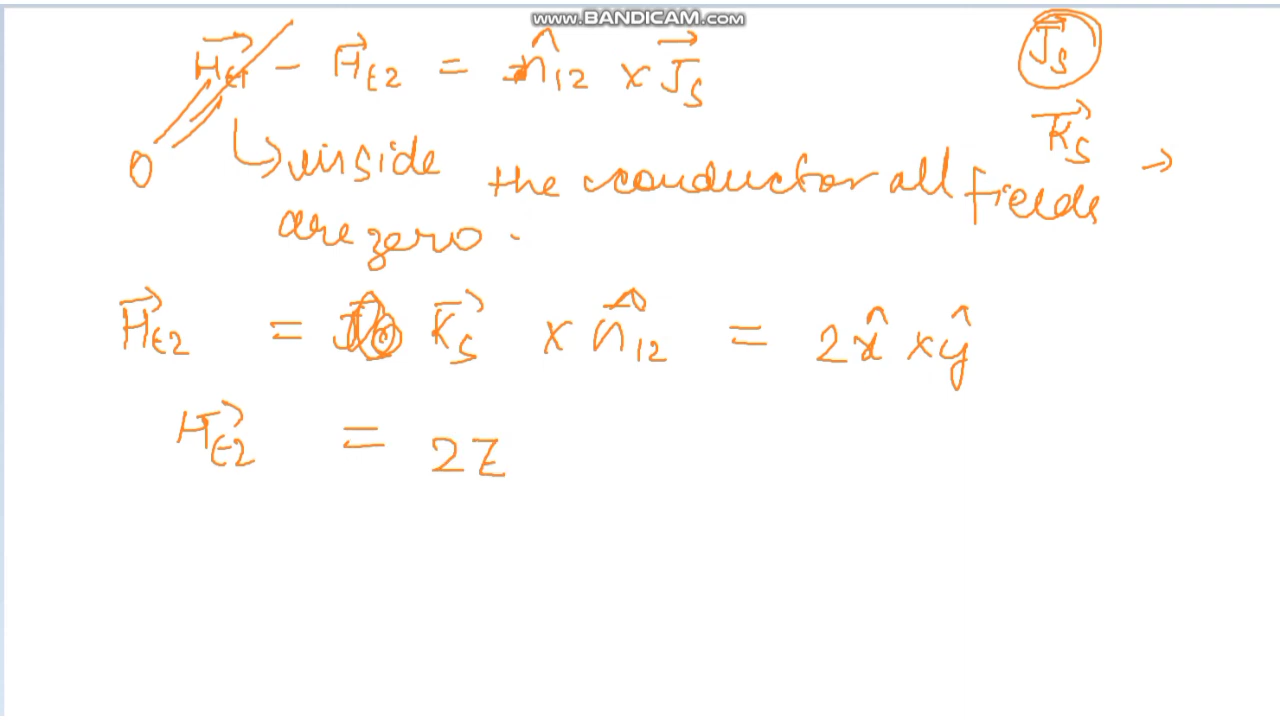 WWW.BANDICAM.COM
H⃗t1 - H⃗t2 = n̂12 × J⃗s
J⃗s
K⃗s
0
↳ inside the conductor all fields →
are zero.
H⃗t2 = K⃗s × n̂12 = 2x̂ × ŷ
H⃗t2 = 2z